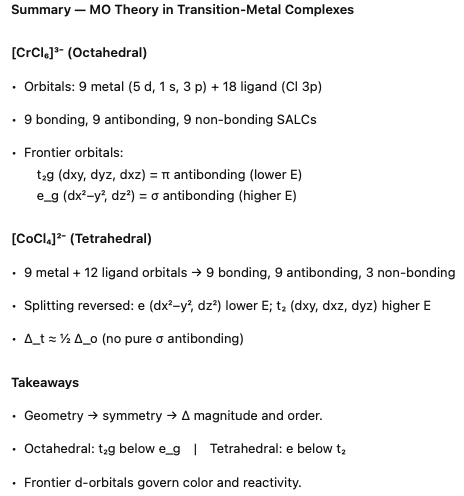 Summary — MO Theory in Transition-Metal Complexes
[CrCl₆]³⁻ (Octahedral)
• Orbitals: 9 metal (5 d, 1 s, 3 p) + 18 ligand (Cl 3p)
• 9 bonding, 9 antibonding, 9 non-bonding SALCs
• Frontier orbitals:
t₂g (dxy, dyz, dxz) = π antibonding (lower E)
e_g (dx²–y², dz²) = σ antibonding (higher E)
[CoCl₄]²⁻ (Tetrahedral)
• 9 metal + 12 ligand orbitals → 9 bonding, 9 antibonding, 3 non-bonding
• Splitting reversed: e (dx²–y², dz²) lower E; t₂ (dxy, dxz, dyz) higher E
• Δ_t ≈ ½ Δ_o (no pure σ antibonding)
Takeaways
• Geometry → symmetry → Δ magnitude and order.
• Octahedral: t₂g below e_g | Tetrahedral: e below t₂
• Frontier d-orbitals govern color and reactivity.